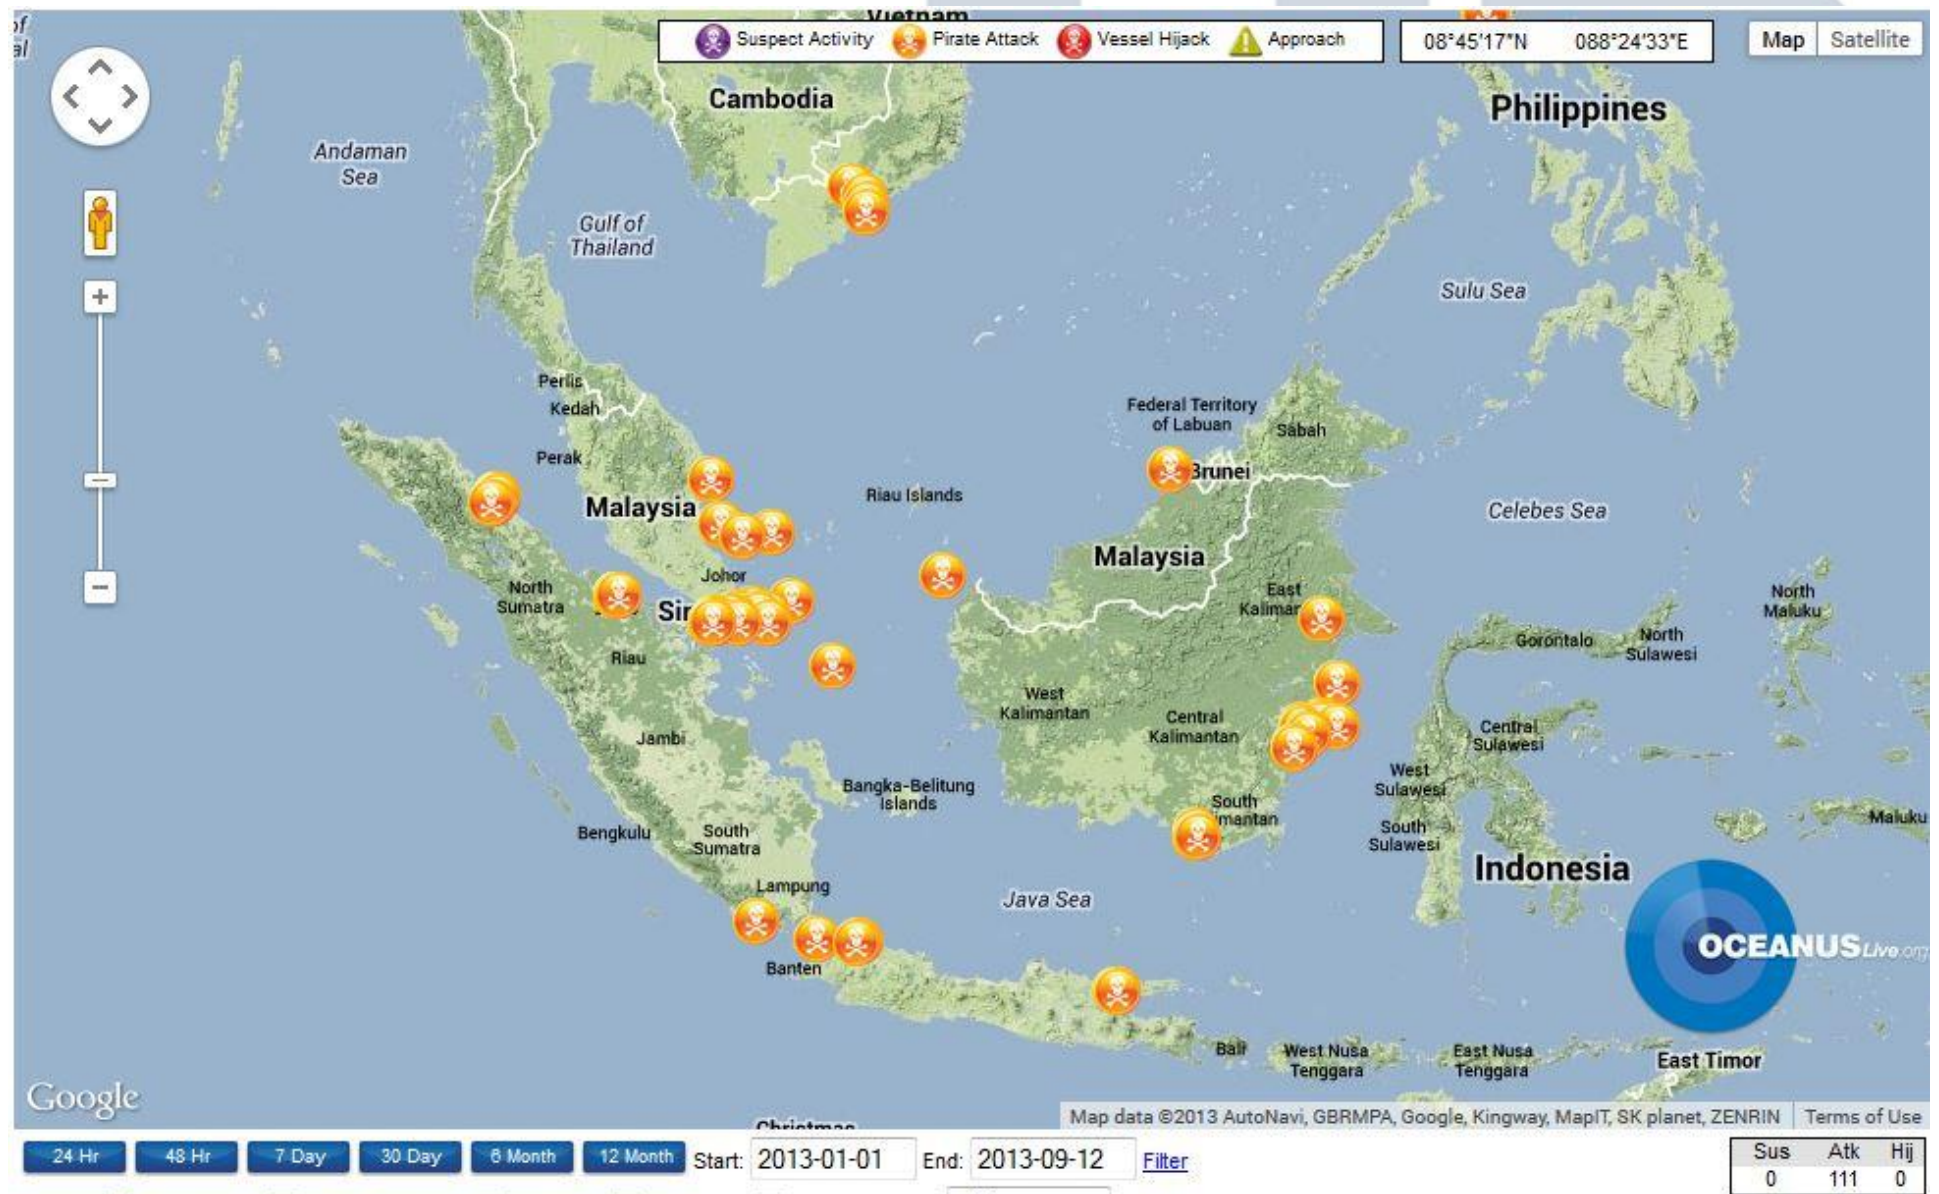 Vietnam
Suspect Activity Pirate Attack Vessel Hijack Approach
08°45'17"N 088°24'33"E
Map Satellite
Cambodia
Philippines
Andaman
Sea
Gulf of
Thailand
Sulu Sea
Perlis
Kedah
Perak
Federal Territory
of Labuan
Sabah
Brunei
Riau Islands
Malaysia
Celebes Sea
Malaysia
Johor
North
Sumatra
Sin
East
Kaliman
North
Maluku
Gorontalo
North
Sulawesi
Riau
West
Kalimantan
Central
Kalimantan
Jambi
Central
Sulawesi
West
Sulawesi
Bangka-Belitung
Islands
South
imantan
Bengkulu
South
Sumatra
South
Sulawesi
Maluku
Indonesia
Lampung
Java Sea
OCEANUSLive.org
Banten
Bali
West Nusa
Tenggara
East Nusa
Tenggara
East Timor
Google
Christmas
Map data ©2013 AutoNavi, GBRMPA, Google, Kingway, MapIT, SK planet, ZENRIN Terms of Use
24 Hr 48 Hr 7 Day 30 Day 6 Month 12 Month Start: 2013-01-01 End: 2013-09-12 Filter
Sus Atk Hij
0 111 0